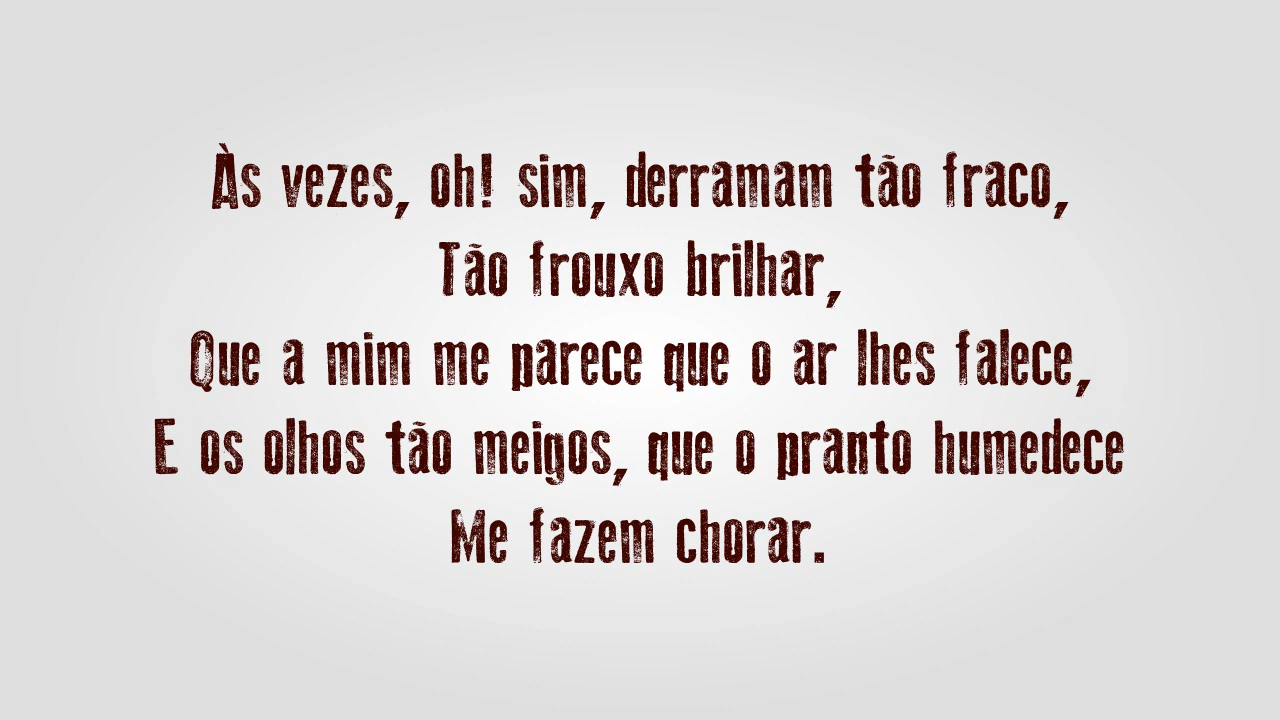 Às vezes, oh! sim, derramam tão fraco,
Tão frouxo brilhar,
Que a mim me parece que o ar lhes falece,
E os olhos tão meigos, que o pranto humedece
Me fazem chorar.